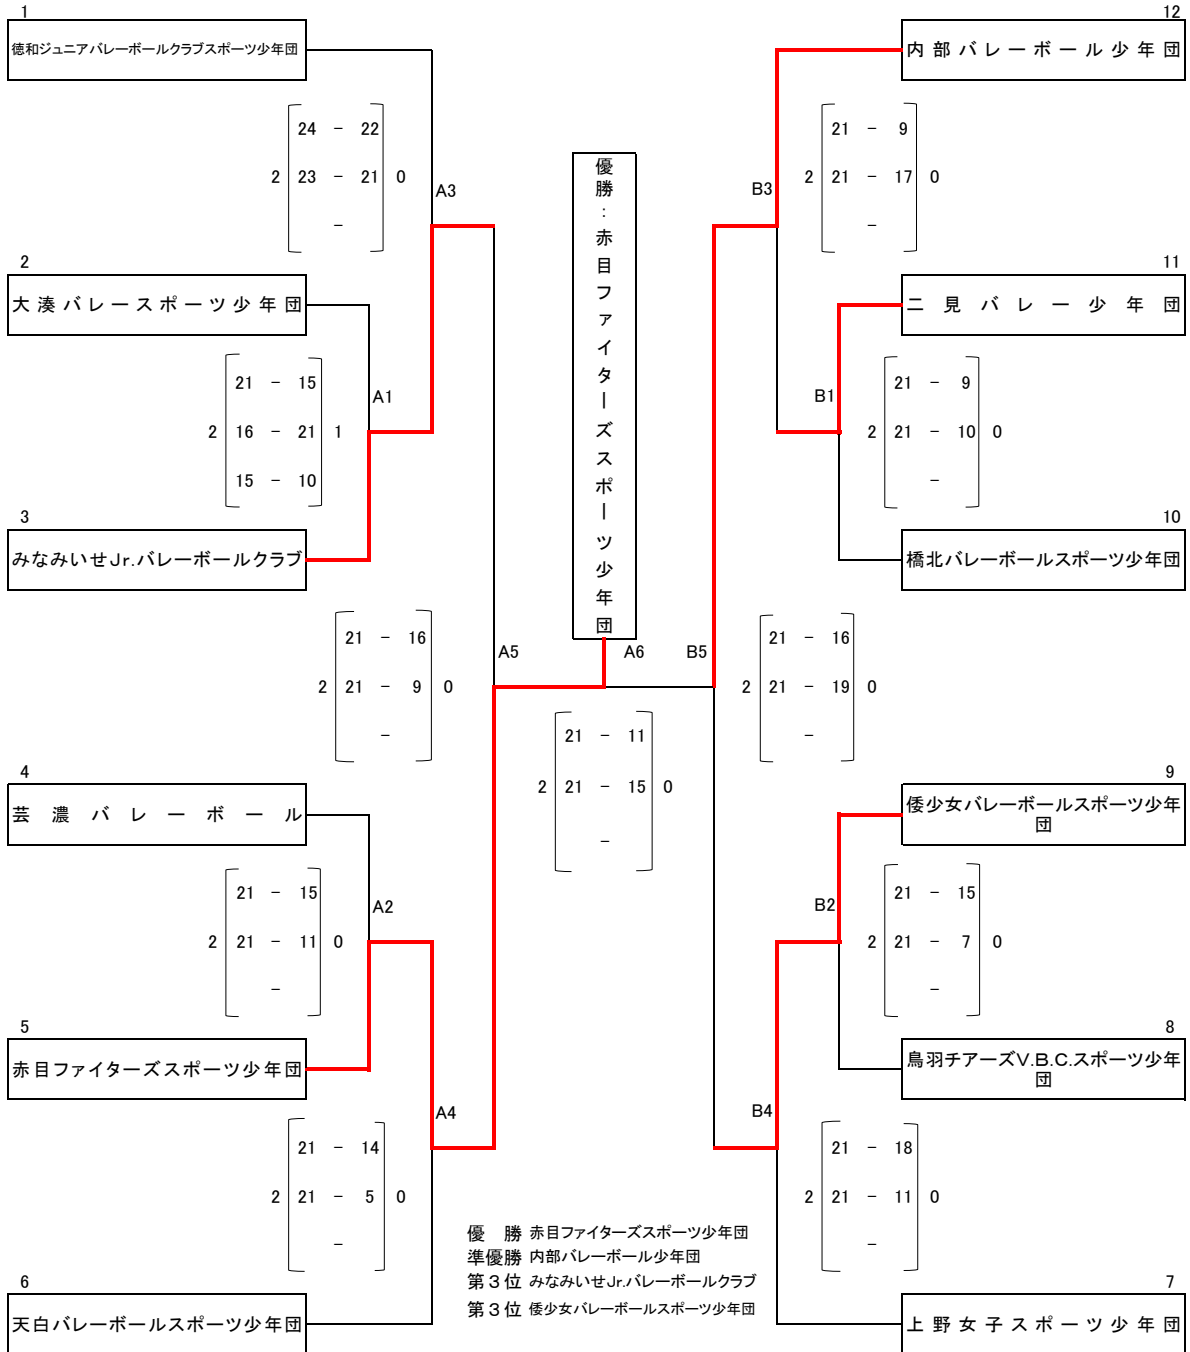 1
徳和ジュニアバレーボールクラブスポーツ少年団
24 － 22
2 23 － 21 0
－
A3
2
大湊バレースポーツ少年団
21 － 15
2 16 － 21 1
15 － 10
A1
3
みなみいせJr.バレーボールクラブ
21 － 16
2 21 － 9 0
－
A5
4
芸濃バレーボール
21 － 15
2 21 － 11 0
－
A2
5
赤目ファイターズスポーツ少年団
21 － 14
2 21 － 5 0
－
A4
6
天白バレーボールスポーツ少年団
優勝：赤目ファイターズスポーツ少年団
A6
21 － 11
2 21 － 15 0
－
12
内部バレーボール少年団
B3
21 － 9
2 21 － 17 0
－
11
二見バレー少年団
B1
21 － 9
2 21 － 10 0
－
10
橋北バレーボールスポーツ少年団
B5
21 － 16
2 21 － 19 0
－
9
倭少女バレーボールスポーツ少年
団
B2
21 － 15
2 21 － 7 0
－
8
鳥羽チアーズV.B.C.スポーツ少年
団
B4
21 － 18
2 21 － 11 0
－
7
上野女子スポーツ少年団
優　勝 赤目ファイターズスポーツ少年団
準優勝 内部バレーボール少年団
第３位 みなみいせJr.バレーボールクラブ
第３位 倭少女バレーボールスポーツ少年団